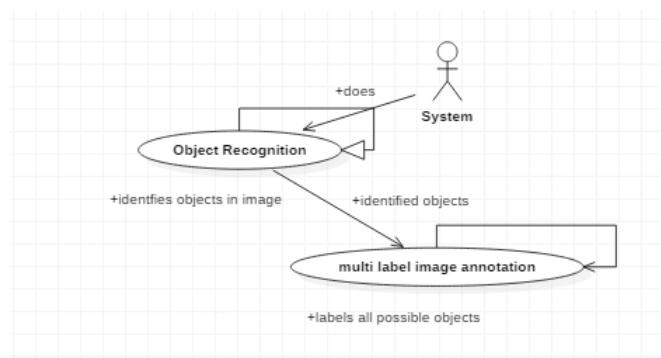 +does
System
Object Recognition
+identfies objects in image
+identified objects
multi label image annotation
+labels all possible objects